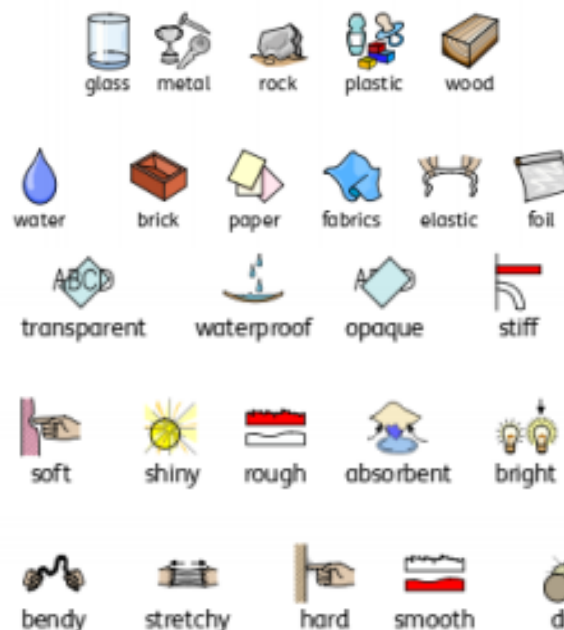 glass metal rock plastic wood
water brick paper fabrics elastic foil
ABCD
transparent waterproof opaque stiff
soft shiny rough absorbent bright
bendy stretchy hard smooth